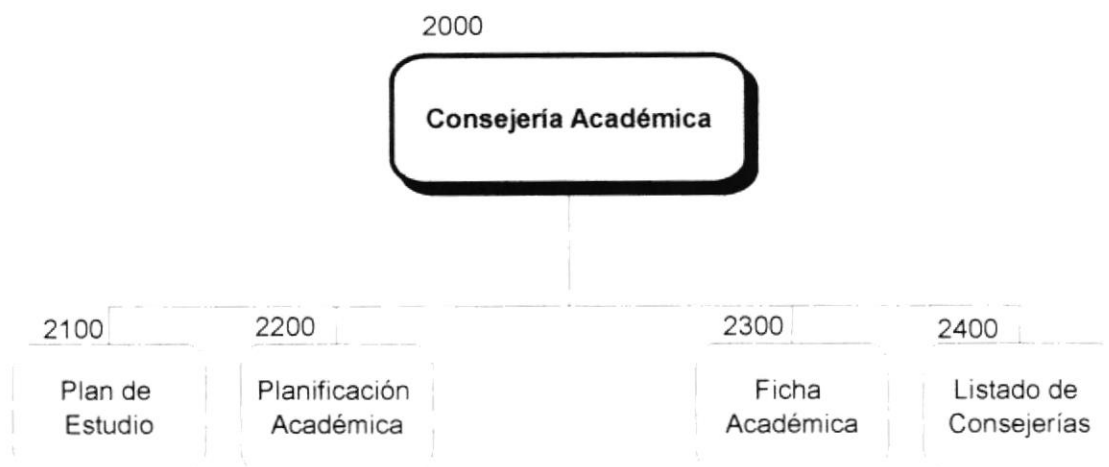 2000
Consejería Académica
2100
Plan de
Estudio
2200
Planificación
Académica
2300
Ficha
Académica
2400
Listado de
Consejerías